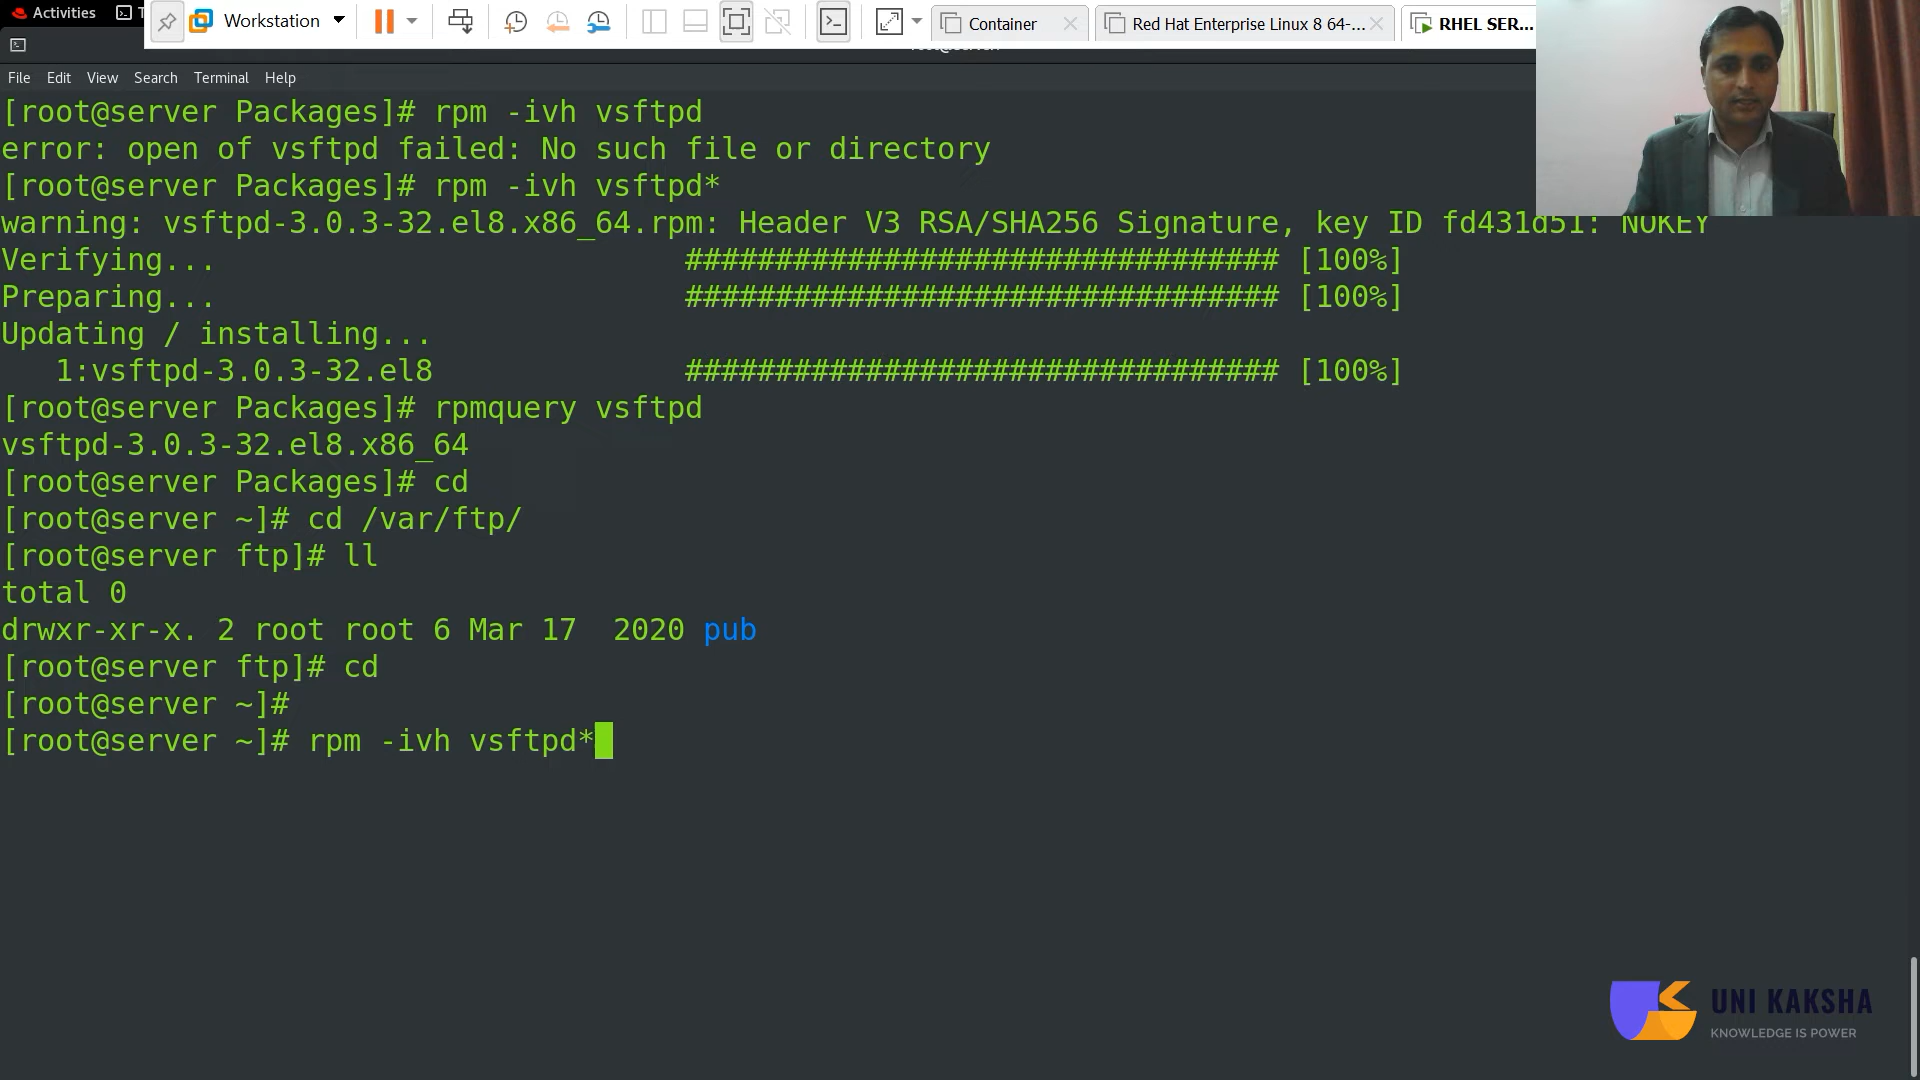 Activities
Workstation
Container
Red Hat Enterprise Linux 8 64-...
RHEL SER...
File Edit View Search Terminal Help
[root@server Packages]# rpm -ivh vsftpd
error: open of vsftpd failed: No such file or directory
[root@server Packages]# rpm -ivh vsftpd*
warning: vsftpd-3.0.3-32.el8.x86_64.rpm: Header V3 RSA/SHA256 Signature, key ID fd431d51: NOKEY
Verifying... ################################# [100%]
Preparing... ################################# [100%]
Updating / installing...
1:vsftpd-3.0.3-32.el8 ################################# [100%]
[root@server Packages]# rpmquery vsftpd
vsftpd-3.0.3-32.el8.x86_64
[root@server Packages]# cd
[root@server ~]# cd /var/ftp/
[root@server ftp]# ll
total 0
drwxr-xr-x. 2 root root 6 Mar 17 2020 pub
[root@server ftp]# cd
[root@server ~]#
[root@server ~]# rpm -ivh vsftpd*
UNI KAKSHA
KNOWLEDGE IS POWER